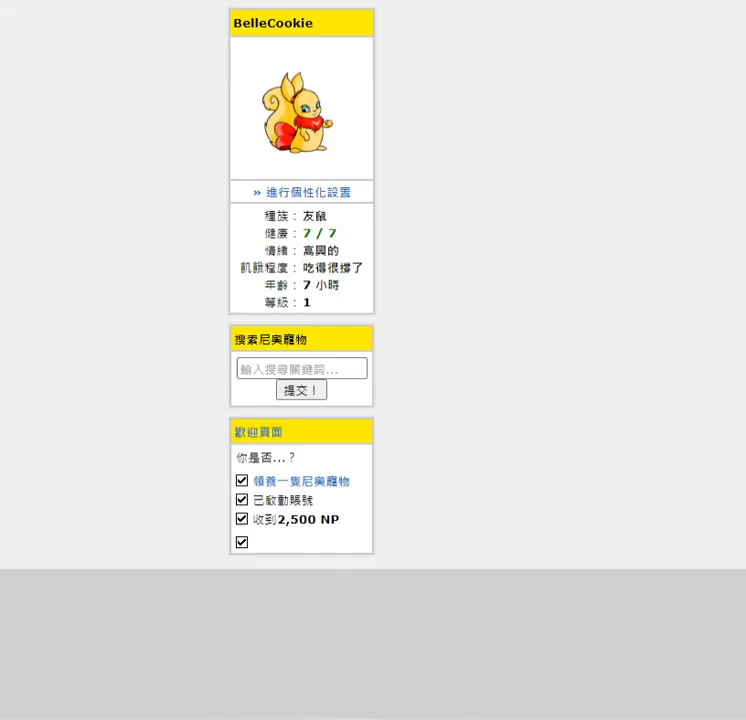 BelleCookie
» 進行個性化設置
種族： 友鼠
健康： 7 / 7
情緒： 高興的
飢餓程度： 吃得很撐了
年齡： 7 小時
等級： 1
搜索尼奧寵物
輸入搜尋關鍵詞...
提交！
歡迎頁面
你是否...？
領養一隻尼奧寵物
已啟動賬號
收到2,500 NP